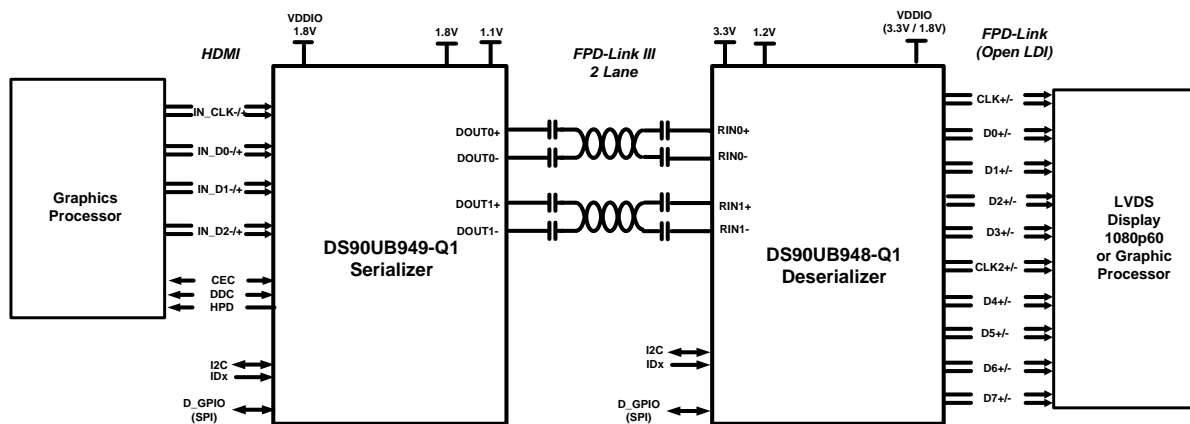 HDMI
VDDIO
1.8V
1.8V
1.1V
FPD-Link III
2 Lane
3.3V
1.2V
VDDIO
(3.3V / 1.8V)
FPD-Link
(Open LDI)
Graphics
Processor
IN_CLK-/+
IN_D0-/+
IN_D1-/+
IN_D2-/+
CEC
DDC
HPD
I2C
IDx
D_GPIO
(SPI)
DOUT0+
DOUT0-
DOUT1+
DOUT1-
DS90UB949-Q1
Serializer
RIN0+
RIN0-
RIN1+
RIN1-
DS90UB948-Q1
Deserializer
I2C
IDx
D_GPIO
(SPI)
CLK+/-
D0+/-
D1+/-
D2+/-
D3+/-
CLK2+/-
D4+/-
D5+/-
D6+/-
D7+/-
LVDS
Display
1080p60
or Graphic
Processor